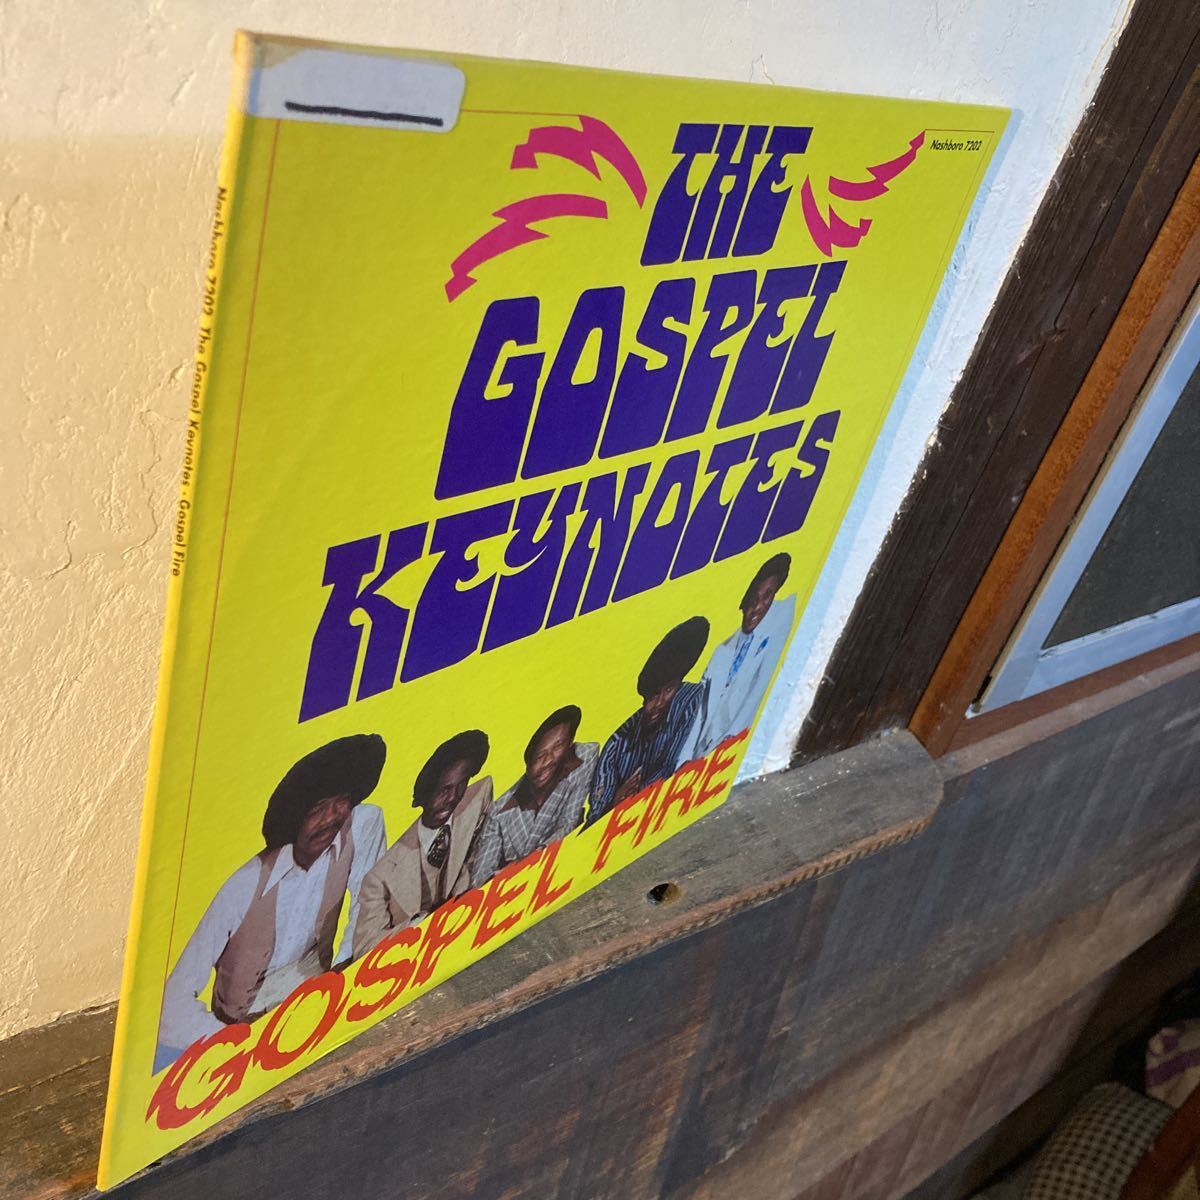 Nashboro 7202
THE
GOSPEL
KEYNOTES
GOSPEL FIRE
Nashboro 7202 The Gospel Keynotes · Gospel Fire